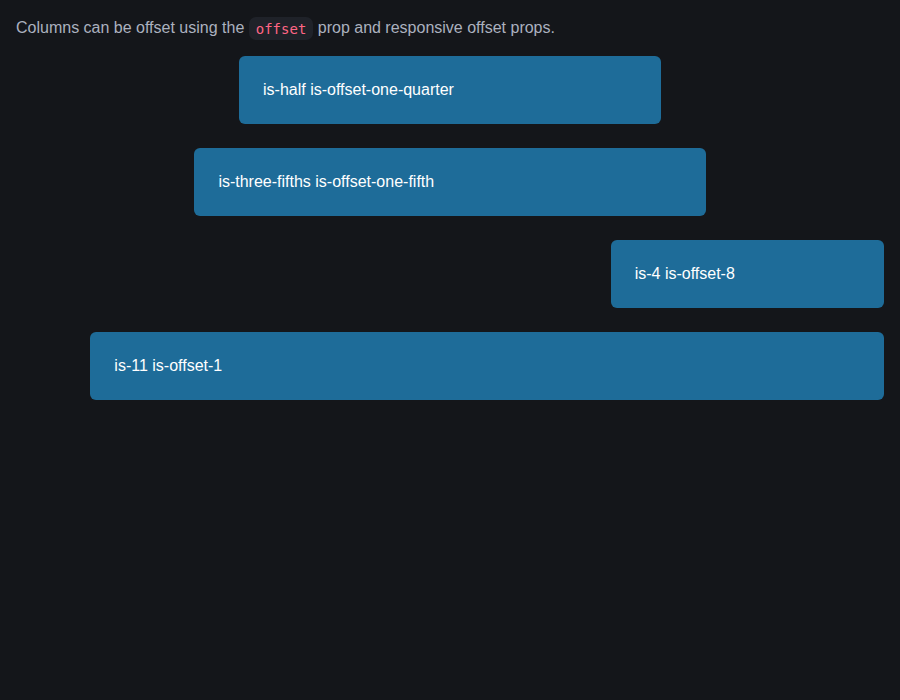 Columns can be offset using the offset prop and responsive offset props.
is-half is-offset-one-quarter
is-three-fifths is-offset-one-fifth
is-4 is-offset-8
is-11 is-offset-1